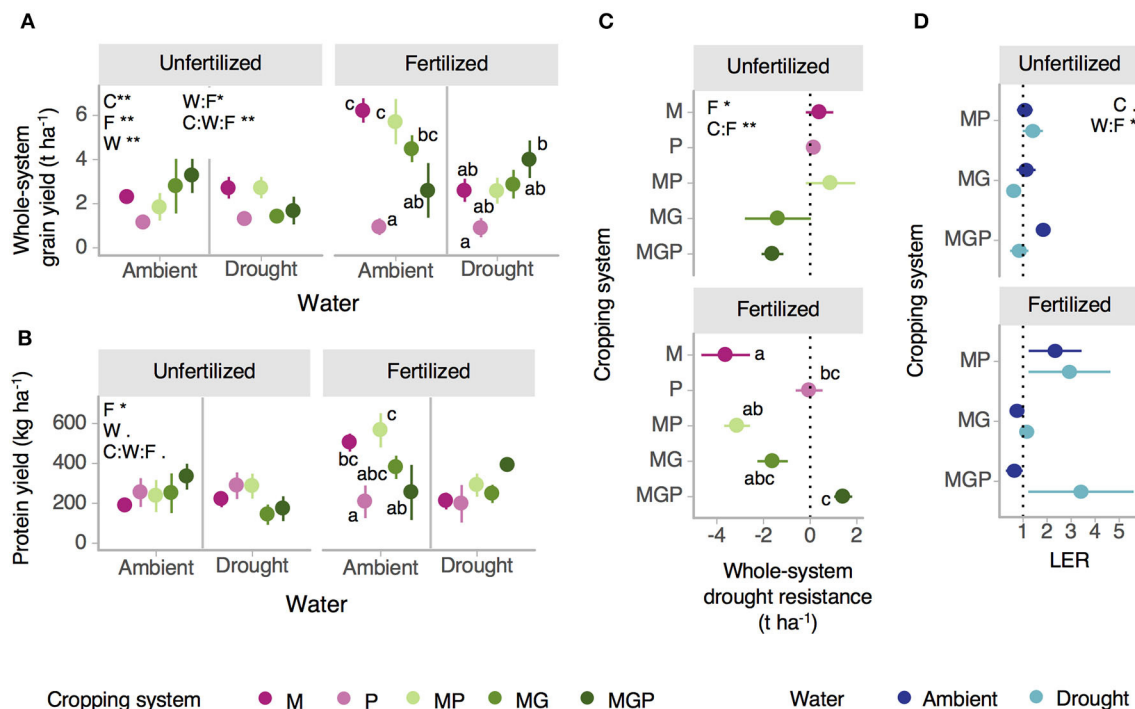 A
Unfertilized
Fertilized
C**
F **
W **
W:F*
C:W:F **
c
c
bc
ab
a
ab
a
ab
b
6
4
2
0
Whole-system
grain yield (t ha-1)
Ambient
Drought
Ambient
Drought
Water
B
Unfertilized
Fertilized
F *
W .
C:W:F .
bc
a
c
abc
ab
600
400
200
0
Protein yield (kg ha-1)
Ambient
Drought
Ambient
Drought
Water
C
Unfertilized
F *
C:F **
M
P
MP
MG
MGP
Cropping system
Fertilized
M
P
MP
MG
MGP
a
bc
ab
abc
c
-4
-2
0
2
Whole-system
drought resistance
(t ha-1)
D
Unfertilized
C .
W:F *
MP
MG
MGP
Cropping system
Fertilized
MP
MG
MGP
1
2
3
4
5
LER
Cropping system
M
P
MP
MG
MGP
Water
Ambient
Drought